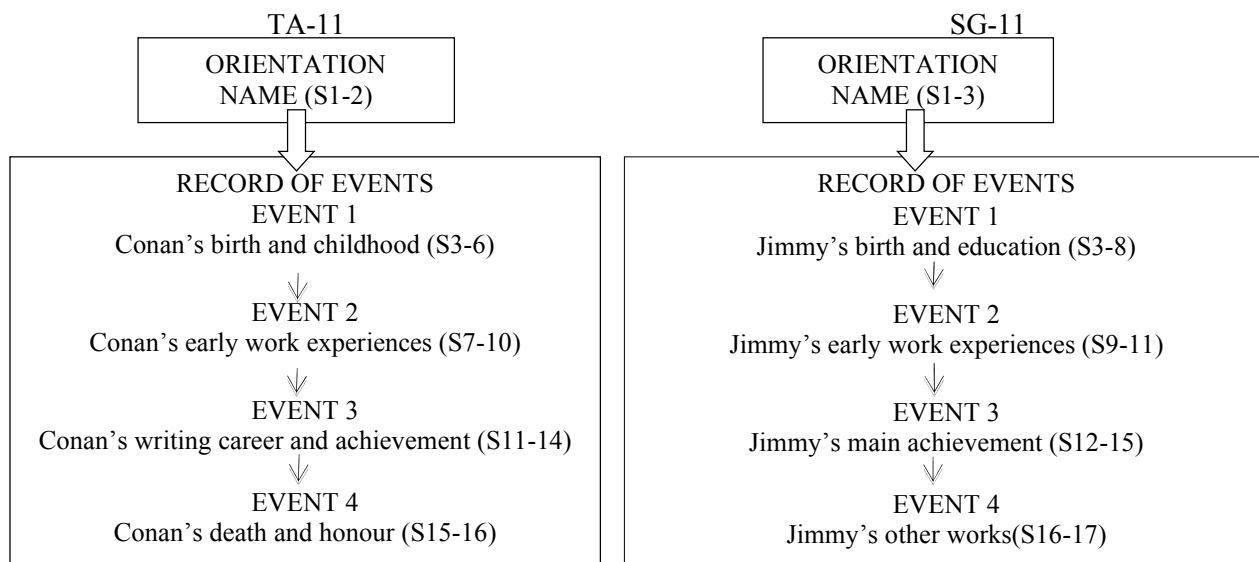 TA-11
ORIENTATION
NAME (S1-2)
RECORD OF EVENTS
EVENT 1
Conan’s birth and childhood (S3-6)
EVENT 2
Conan’s early work experiences (S7-10)
EVENT 3
Conan’s writing career and achievement (S11-14)
EVENT 4
Conan’s death and honour (S15-16)
SG-11
ORIENTATION
NAME (S1-3)
RECORD OF EVENTS
EVENT 1
Jimmy’s birth and education (S3-8)
EVENT 2
Jimmy’s early work experiences (S9-11)
EVENT 3
Jimmy’s main achievement (S12-15)
EVENT 4
Jimmy’s other works(S16-17)